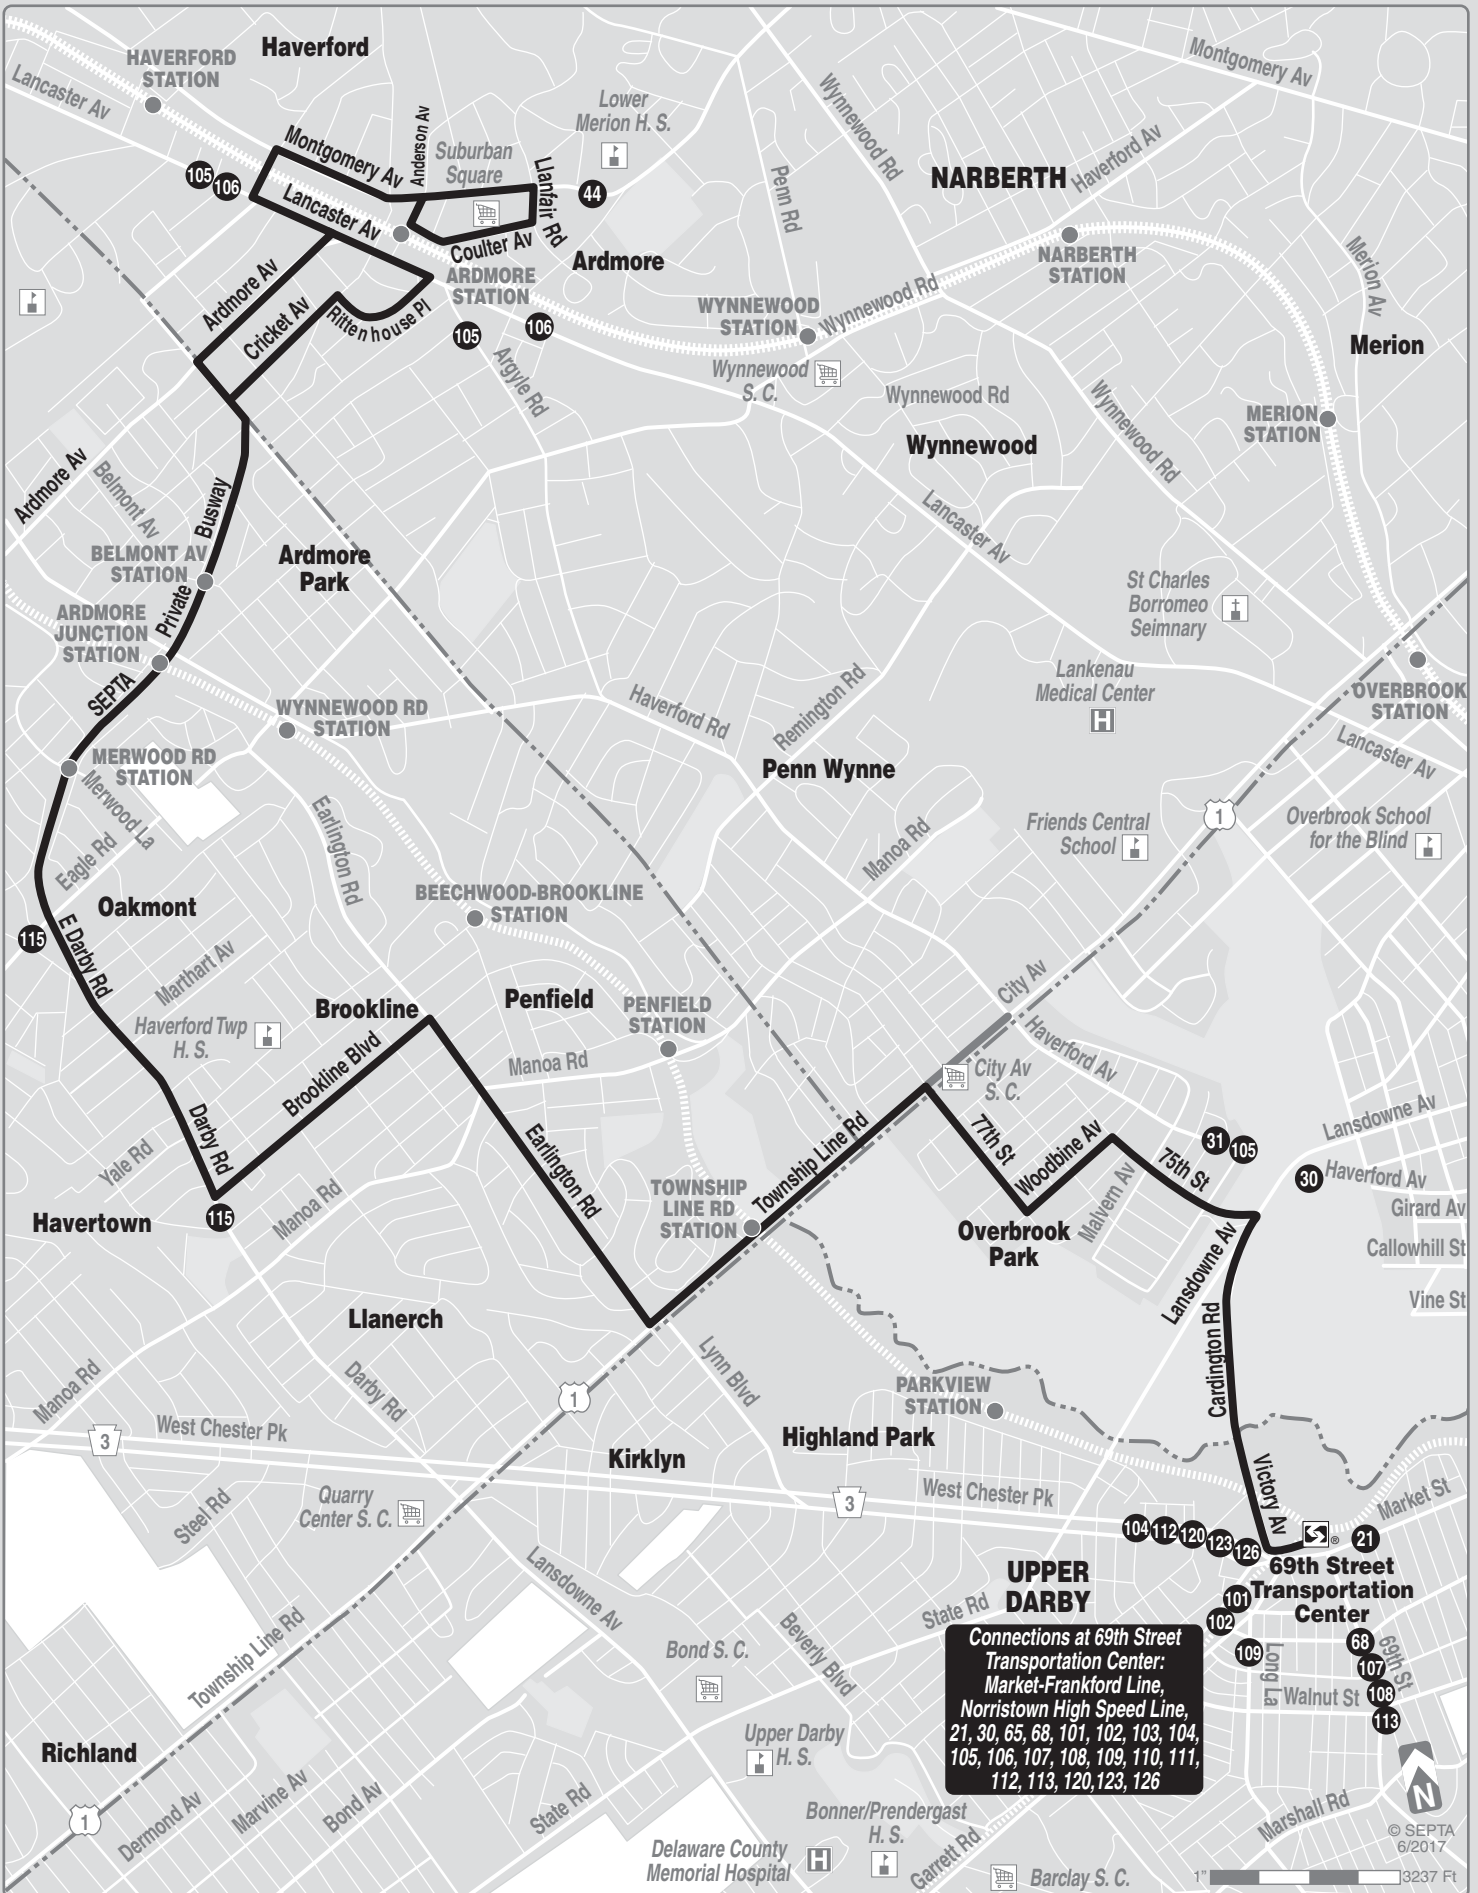 Haverford
HAVERFORD
STATION
Lancaster Av
Montgomery Av
Anderson Av
Suburban
Square
Lower
Merion H. S.
Llanfair Rd
44
105
106
Lancaster Av
Coulter Av
Ardmore
ARDMORE
STATION
Ardmore Av
Cricket Av
Rittenhouse Pl
105
106
Argyle Rd
Wynnewood Rd
Penn Rd
NARBERTH
Haverford Av
Montgomery Av
NARBERTH
STATION
Merion Av
Merion
WYNNEWOOD
STATION
Wynnewood Rd
Wynnewood
S. C.
Wynnewood Rd
Wynnewood
Wynnewood Rd
MERION
STATION
Lancaster Av
Ardmore Av
Belmont Av
Busway
BELMONT AV
STATION
Private
Ardmore
Park
ARDMORE
JUNCTION
STATION
SEPTA
WYNNEWOOD RD
STATION
MERWOOD RD
STATION
Merwood La
Eagle Rd
Earlington Rd
Haverford Rd
Remington Rd
Penn Wynne
St Charles
Borromeo
Seimnary
Lankenau
Medical Center
H
OVERBROOK
STATION
Lancaster Av
1
Overbrook School
for the Blind
Friends Central
School
Manoa Rd
Oakmont
115
E Darby Rd
Marthart Av
BEECHWOOD-BROOKLINE
STATION
Haverford Twp
H. S.
Brookline
Brookline Blvd
Penfield
PENFIELD
STATION
Manoa Rd
City Av
City Av
S. C.
Haverford Av
Lansdowne Av
Haverford Av
Girard Av
Callowhill St
Vine St
31
105
30
Darby Rd
Yale Rd
Manoa Rd
Havertown
115
Earlington Rd
TOWNSHIP
LINE RD
STATION
Township Line Rd
77th St
Woodbine Av
75th St
Malvern Av
Overbrook
Park
Lansdowne Av
Cardington Rd
Llanerch
Manoa Rd
Darby Rd
Lynn Blvd
1
PARKVIEW
STATION
3
West Chester Pk
Kirklyn
Highland Park
3
West Chester Pk
Victory Av
Market St
Steel Rd
Quarry
Center S. C.
104
112
120
123
126
®
21
69th Street
Transportation
Center
UPPER
DARBY
101
102
109
68
107
108
113
Long La
69th St
Walnut St
Lansdowne Av
State Rd
Beverly Blvd
Bond S. C.
Township Line Rd
Connections at 69th Street
Transportation Center:
Market-Frankford Line,
Norristown High Speed Line,
21, 30, 65, 68, 101, 102, 103, 104,
105, 106, 107, 108, 109, 110, 111,
112, 113, 120,123, 126
Richland
1
Dermond Av
Marvine Av
Bond Av
State Rd
Upper Darby
H. S.
Bonner/Prendergast
H. S.
Delaware County
Memorial Hospital
H
Garrett Rd
Barclay S. C.
Marshall Rd
N
© SEPTA
6/2017
1"
3237 Ft